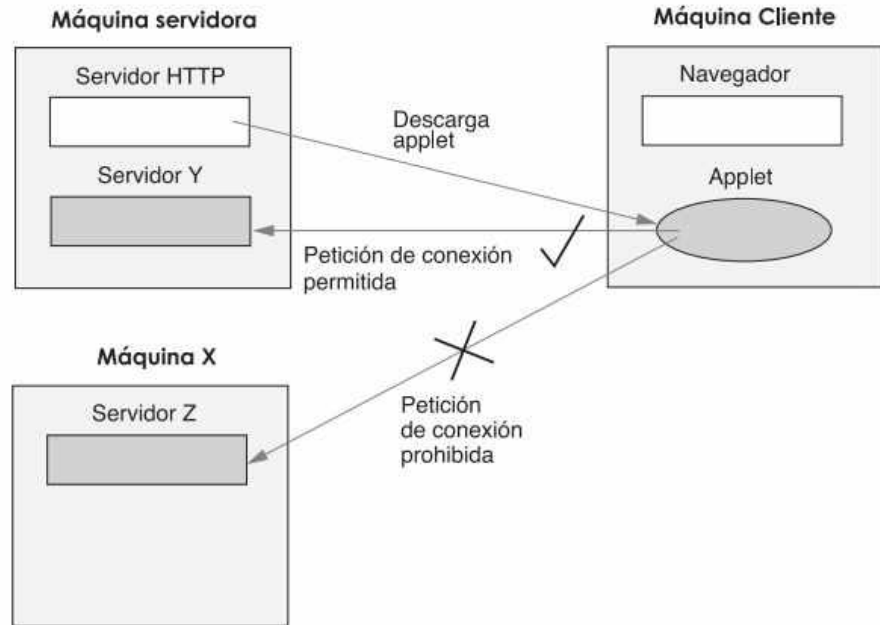 Máquina servidora
Máquina Cliente
Servidor HTTP
Navegador
Descarga
applet
Servidor Y
Applet
Petición de conexión
permitida
Máquina X
Servidor Z
Petición
de conexión
prohibida